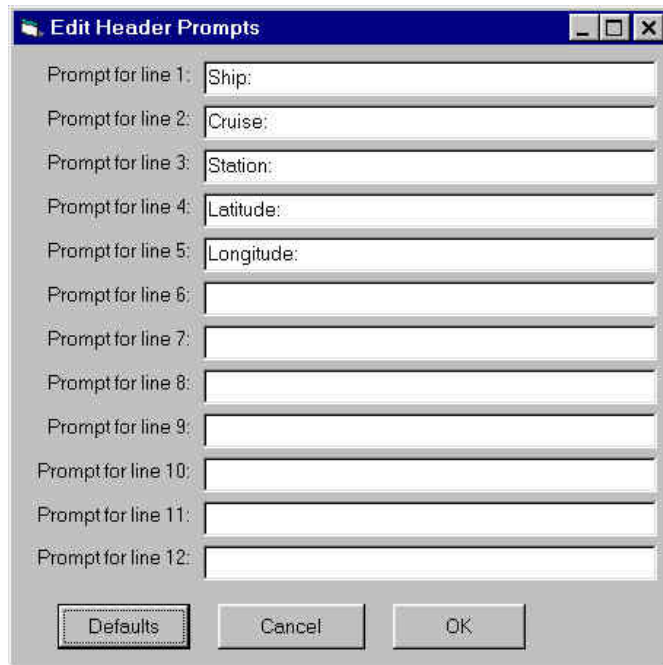 Edit Header Prompts
Prompt for line 1: Ship:
Prompt for line 2: Cruise:
Prompt for line 3: Station:
Prompt for line 4: Latitude:
Prompt for line 5: Longitude:
Prompt for line 6:
Prompt for line 7:
Prompt for line 8:
Prompt for line 9:
Prompt for line 10:
Prompt for line 11:
Prompt for line 12:
Defaults Cancel OK